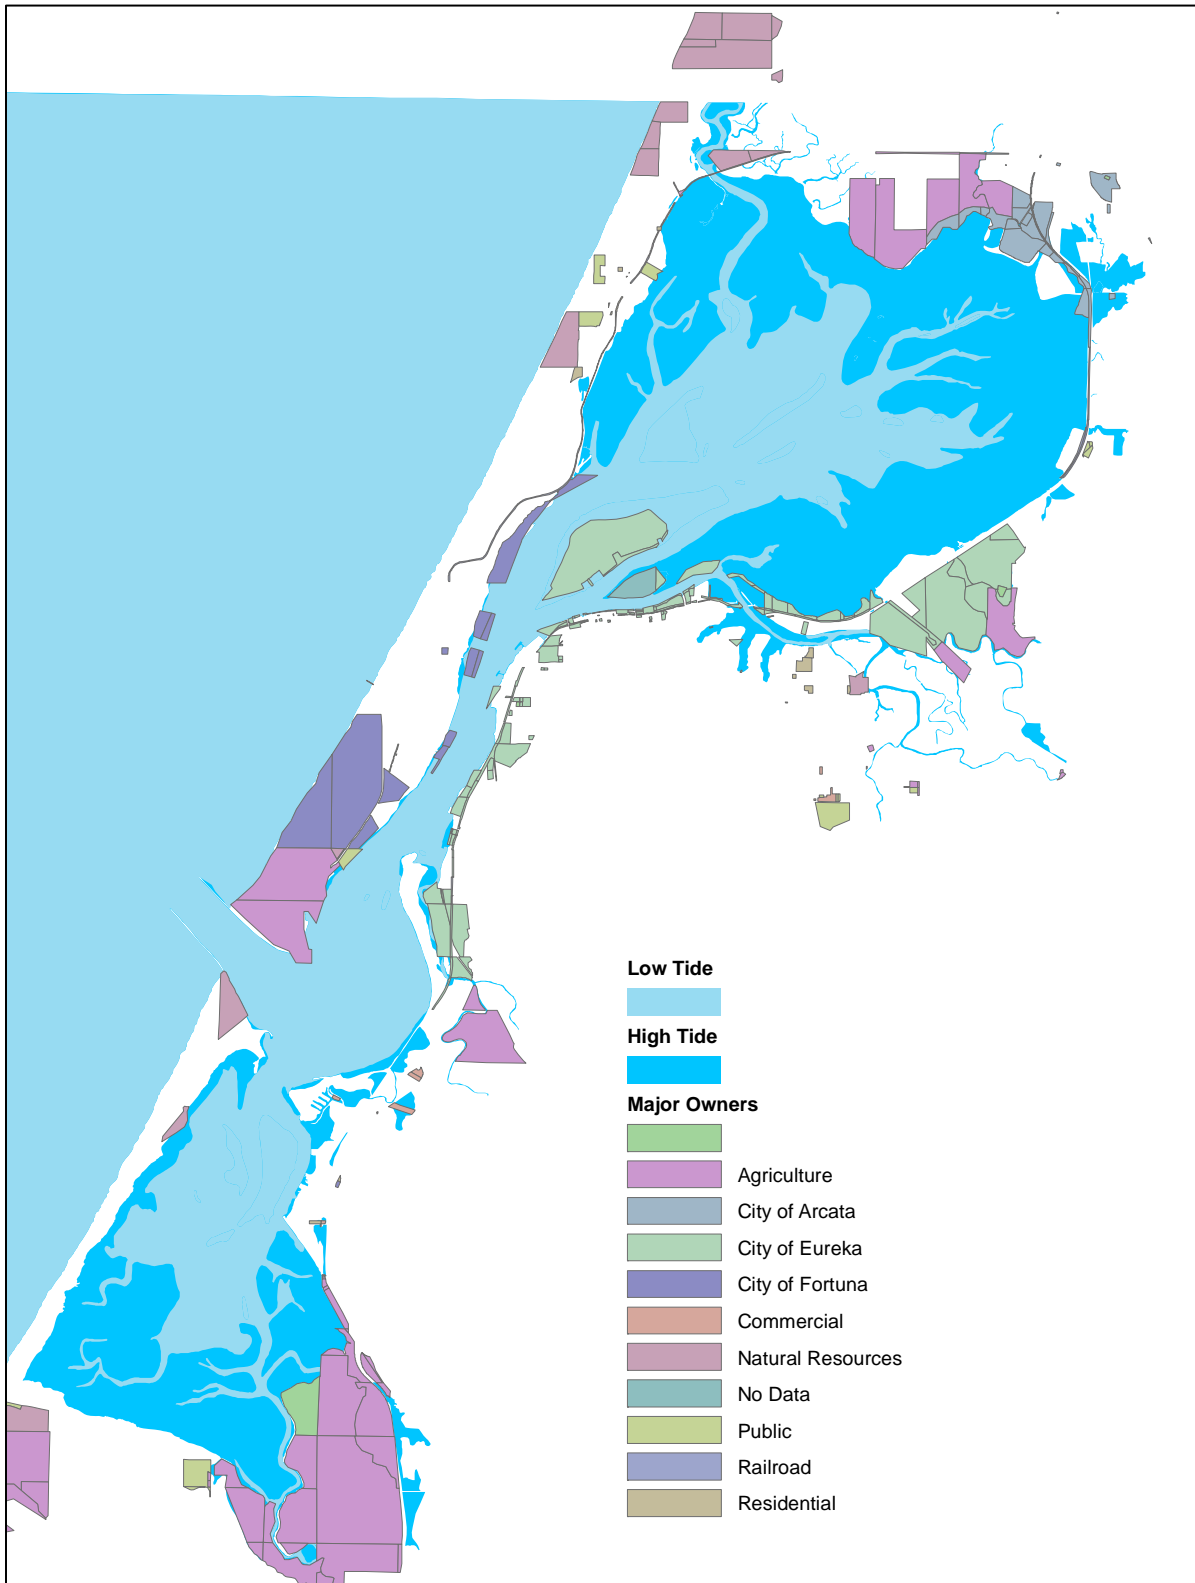 Low Tide
High Tide
Major Owners
Agriculture
City of Arcata
City of Eureka
City of Fortuna
Commercial
Natural Resources
No Data
Public
Railroad
Residential